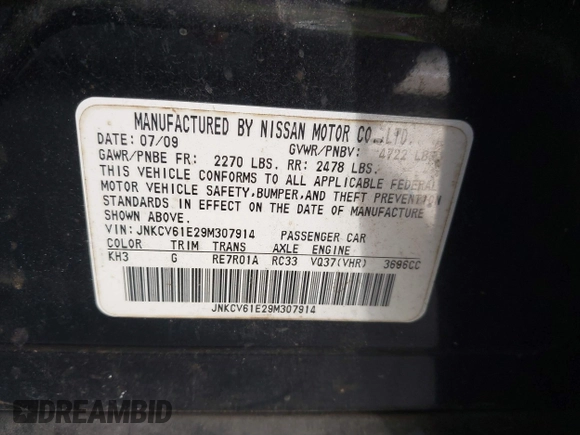 MANUFACTURED BY NISSAN MOTOR CO.,LTD.
DATE: 07/09 GVWR/PNBV: 4722 LBS.
GAWR/PNBE FR: 2270 LBS. RR: 2478 LBS.
THIS VEHICLE CONFORMS TO ALL APPLICABLE FEDERAL
MOTOR VEHICLE SAFETY,BUMPER,AND THEFT PREVENTION
STANDARDS IN EFFECT ON THE DATE OF MANUFACTURE
SHOWN ABOVE.
VIN: JNKCV61E29M307914 PASSENGER CAR
COLOR TRIM TRANS AXLE ENGINE
KH3 G RE7R01A RC33 VQ37(VHR) 3696CC
JNKCV61E29M307914
DREAMBID